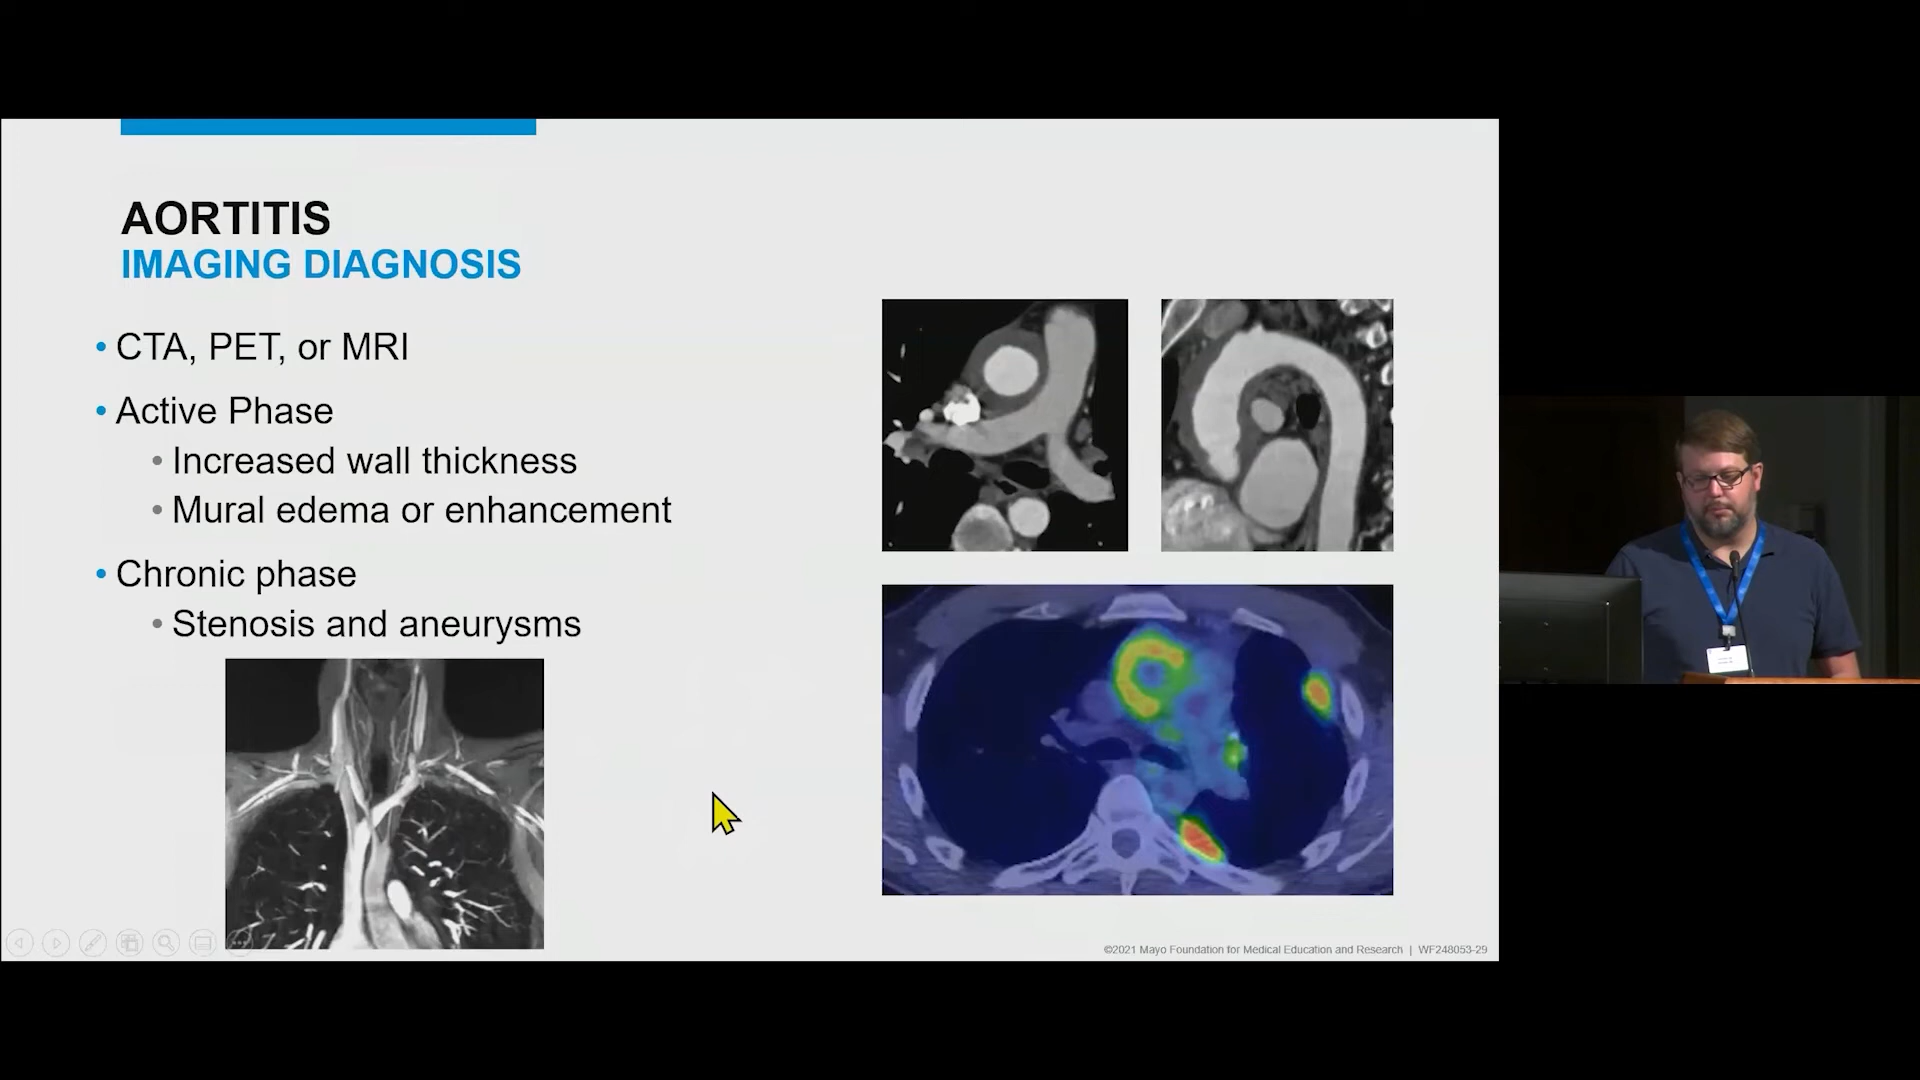 AORTITIS
IMAGING DIAGNOSIS
• CTA, PET, or MRI
• Active Phase
• Increased wall thickness
• Mural edema or enhancement
• Chronic phase
• Stenosis and aneurysms
©2021 Mayo Foundation for Medical Education and Research | WF248053-29